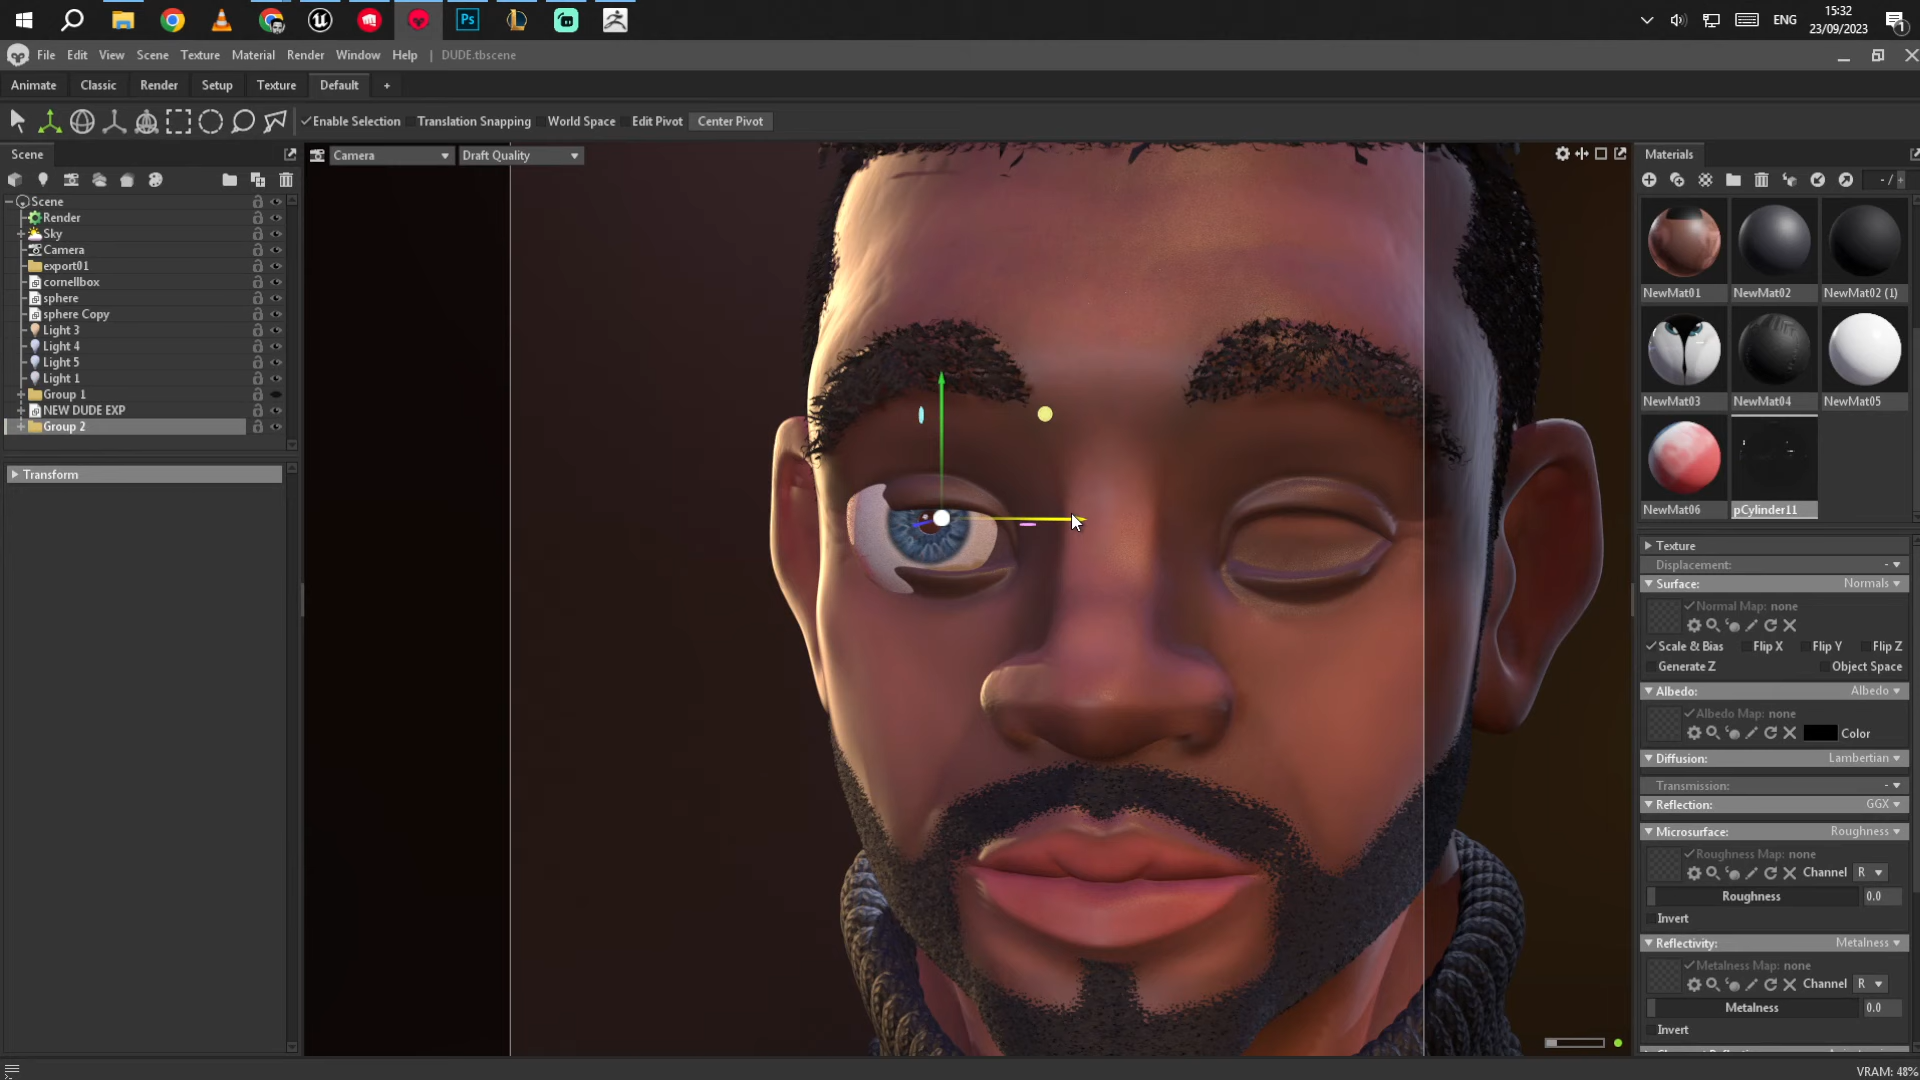 Ps
ENG
15:32
23/09/2023
1
File Edit View Scene Texture Material Render Window Help DUDE.tbscene
Animate Classic Render Setup Texture Default +
Enable Selection Translation Snapping World Space Edit Pivot Center Pivot
Scene
Camera Draft Quality
Materials
- /
Scene
Render
Sky
Camera
export01
cornellbox
sphere
sphere Copy
Light 3
Light 4
Light 5
Light 1
Group 1
NEW DUDE EXP
Group 2
Transform
NewMat01 NewMat02 NewMat02 (1)
NewMat03 NewMat04 NewMat05
NewMat06 pCylinder11
Texture
Displacement: -
Surface: Normals
Normal Map: none
Scale & Bias Flip X Flip Y Flip Z
Generate Z Object Space
Albedo: Albedo
Albedo Map: none
Color
Diffusion: Lambertian
Transmission: -
Reflection: GGX
Microsurface: Roughness
Roughness Map: none
Channel R
Roughness 0.0
Invert
Reflectivity: Metalness
Metalness Map: none
Channel R
Metalness 0.0
Invert
VRAM: 48%